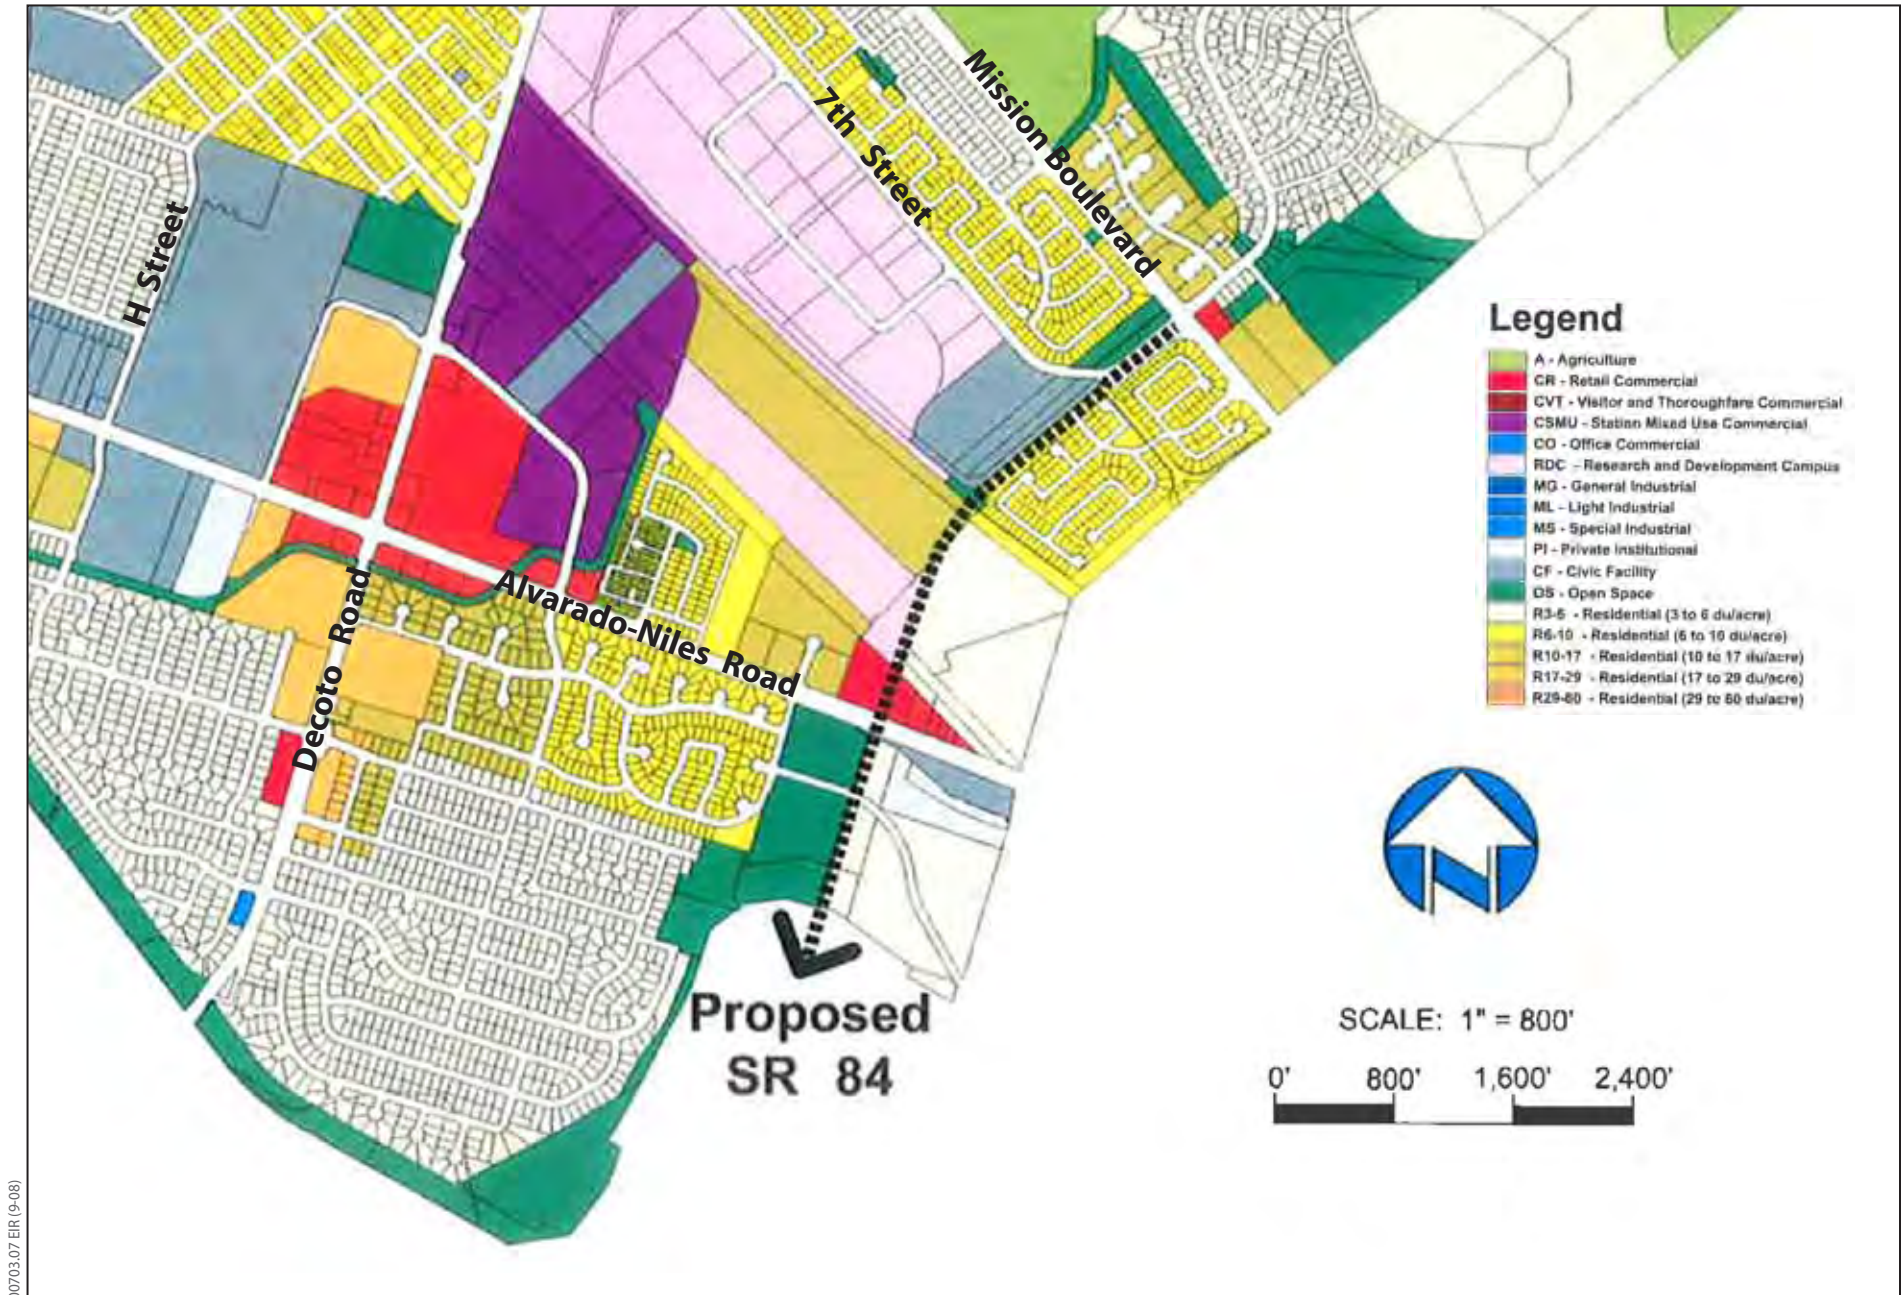 Mission Boulevard
7th Street
H Street
Alvarado-Niles Road
Decoto Road
Proposed
SR 84
Legend
A - Agriculture
CR - Retail Commercial
CVT - Visitor and Thoroughfare Commercial
CSMU - Station Mixed Use Commercial
CO - Office Commercial
RDC - Research and Development Campus
MG - General Industrial
ML - Light Industrial
MS - Special Industrial
PI - Private Institutional
CF - Civic Facility
OS - Open Space
R3-6 - Residential (3 to 6 du/acre)
R6-10 - Residential (6 to 10 du/acre)
R10-17 - Residential (10 to 17 du/acre)
R17-29 - Residential (17 to 29 du/acre)
R29-60 - Residential (29 to 60 du/acre)
N
SCALE: 1" = 800'
0' 800' 1,600' 2,400'
00703.07 EIR (9-08)